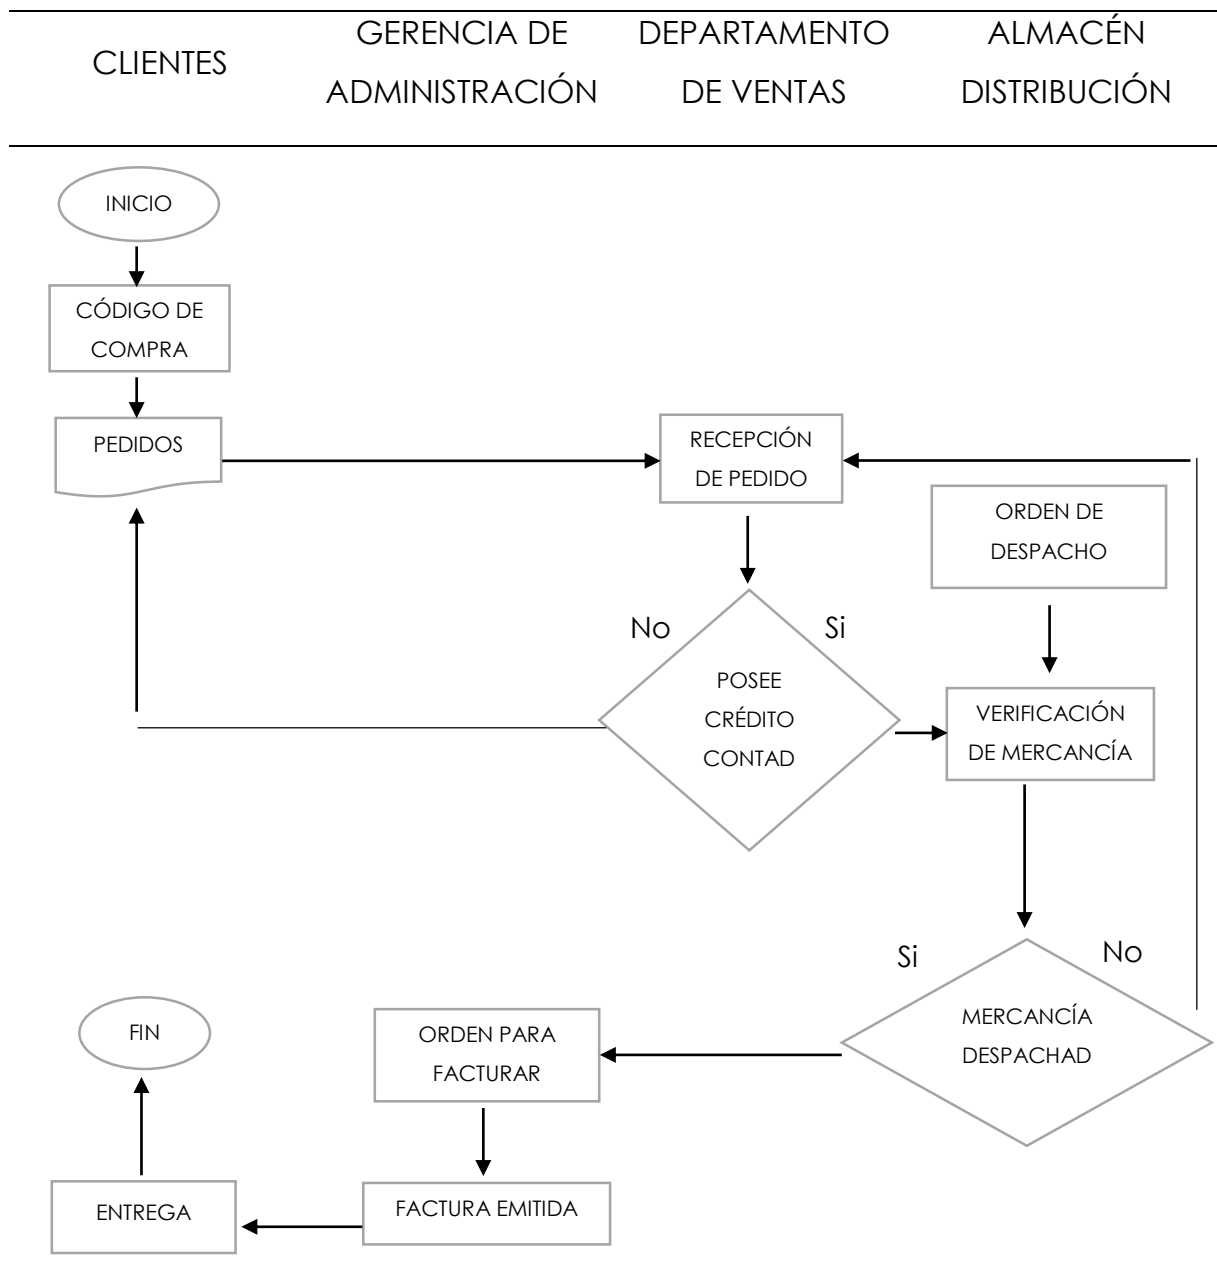 CLIENTES
GERENCIA DE
ADMINISTRACIÓN
DEPARTAMENTO
DE VENTAS
ALMACÉN
DISTRIBUCIÓN
INICIO
CÓDIGO DE
COMPRA
PEDIDOS
RECEPCIÓN
DE PEDIDO
ORDEN DE
DESPACHO
No
Si
POSEE
CRÉDITO
CONTAD
VERIFICACIÓN
DE MERCANCÍA
Si
No
MERCANCÍA
DESPACHAD
ORDEN PARA
FACTURAR
FIN
FACTURA EMITIDA
ENTREGA